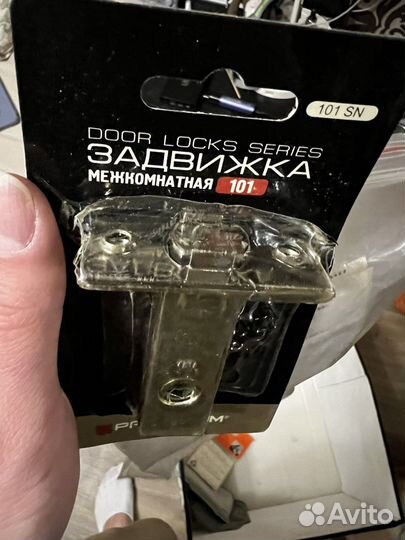 101 SN
DOOR LOCKS SERIES
ЗАДВИЖКА
МЕЖКОМНАТНАЯ 101
Avito